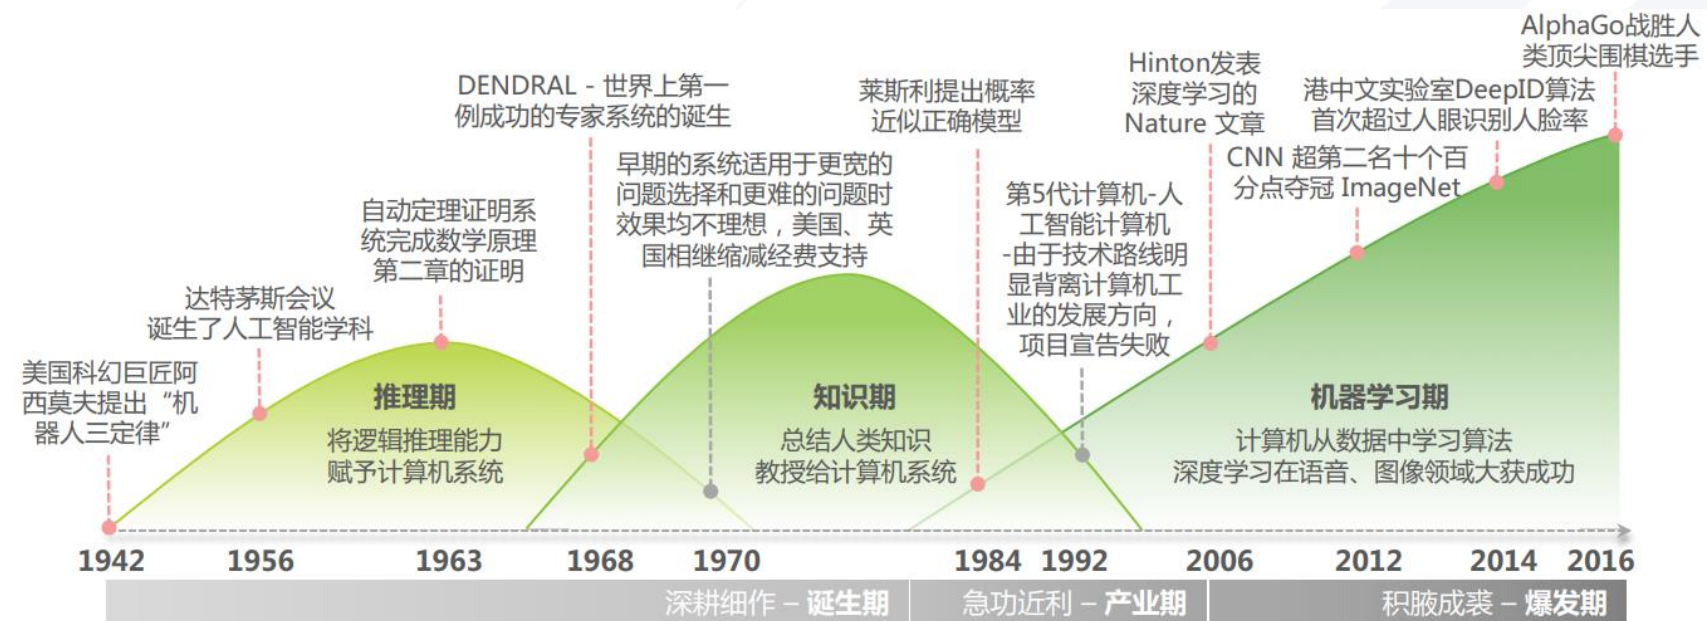 美国科幻巨匠阿
西莫夫提出“机
器人三定律”
达特茅斯会议
诞生了人工智能学科
自动定理证明系
统完成数学原理
第二章的证明
DENDRAL - 世界上第一
例成功的专家系统的诞生
早期的系统适用于更宽的
问题选择和更难的问题时
效果均不理想，美国、英
国相继缩减经费支持
莱斯利提出概率
近似正确模型
第5代计算机-人
工智能计算机
-由于技术路线明
显背离计算机工
业的发展方向，
项目宣告失败
Hinton发表
深度学习的
Nature 文章
CNN 超第二名十个百
分点夺冠 ImageNet
港中文实验室DeepID算法
首次超过人眼识别人脸率
AlphaGo战胜人
类顶尖围棋选手
推理期
将逻辑推理能力
赋予计算机系统
知识期
总结人类知识
教授给计算机系统
机器学习期
计算机从数据中学习算法
深度学习在语音、图像领域大获成功
1942 1956 1963 1968 1970 1984 1992 2006 2012 2014 2016
深耕细作 – 诞生期 急功近利 – 产业期 积腋成裘 – 爆发期